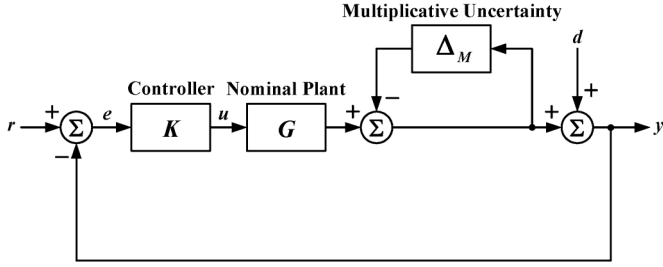 Multiplicative Uncertainty
Δ_M
d
Controller
Nominal Plant
+
−
+
+
r
+
Σ
e
K
u
G
+
Σ
Σ
y
−